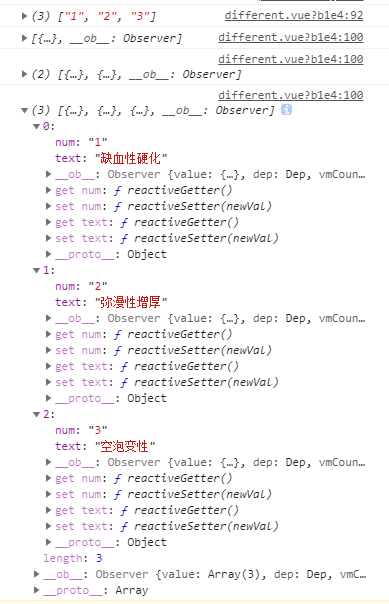 (3) ["1", "2", "3"] different.vue?b1e4:92
[{…}, __ob__: Observer] different.vue?b1e4:100
different.vue?b1e4:100
(2) [{…}, {…}, __ob__: Observer]
different.vue?b1e4:100
(3) [{…}, {…}, {…}, __ob__: Observer] i
0:
num: "1"
text: "缺血性硬化"
__ob__: Observer {value: {…}, dep: Dep, vmCoun…
get num: ƒ reactiveGetter()
set num: ƒ reactiveSetter(newVal)
get text: ƒ reactiveGetter()
set text: ƒ reactiveSetter(newVal)
__proto__: Object
1:
num: "2"
text: "弥漫性增厚"
__ob__: Observer {value: {…}, dep: Dep, vmCoun…
get num: ƒ reactiveGetter()
set num: ƒ reactiveSetter(newVal)
get text: ƒ reactiveGetter()
set text: ƒ reactiveSetter(newVal)
__proto__: Object
2:
num: "3"
text: "空泡变性"
__ob__: Observer {value: {…}, dep: Dep, vmCoun…
get num: ƒ reactiveGetter()
set num: ƒ reactiveSetter(newVal)
get text: ƒ reactiveGetter()
set text: ƒ reactiveSetter(newVal)
__proto__: Object
length: 3
__ob__: Observer {value: Array(3), dep: Dep, vmC…
__proto__: Array